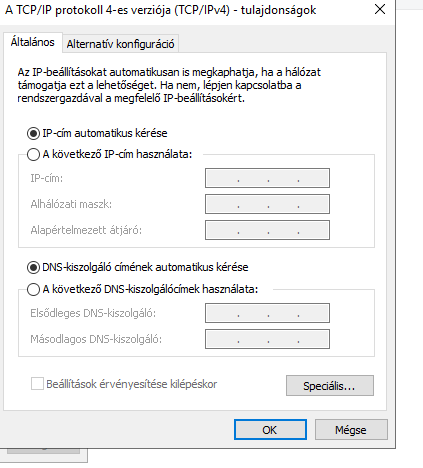 A TCP/IP protokoll 4-es verziója (TCP/IPv4) - tulajdonságok
Általános
Alternatív konfiguráció
Az IP-beállításokat automatikusan is megkaphatja, ha a hálózat
támogatja ezt a lehetőséget. Ha nem, lépjen kapcsolatba a
rendszergazdával a megfelelő IP-beállításokért.
IP-cím automatikus kérése
A következő IP-cím használata:
IP-cím:
Alhálózati maszk:
Alapértelmezett átjáró:
DNS-kiszolgáló címének automatikus kérése
A következő DNS-kiszolgálócímek használata:
Elsődleges DNS-kiszolgáló:
Másodlagos DNS-kiszolgáló:
Beállítások érvényesítése kilépéskor
Speciális...
OK
Mégse